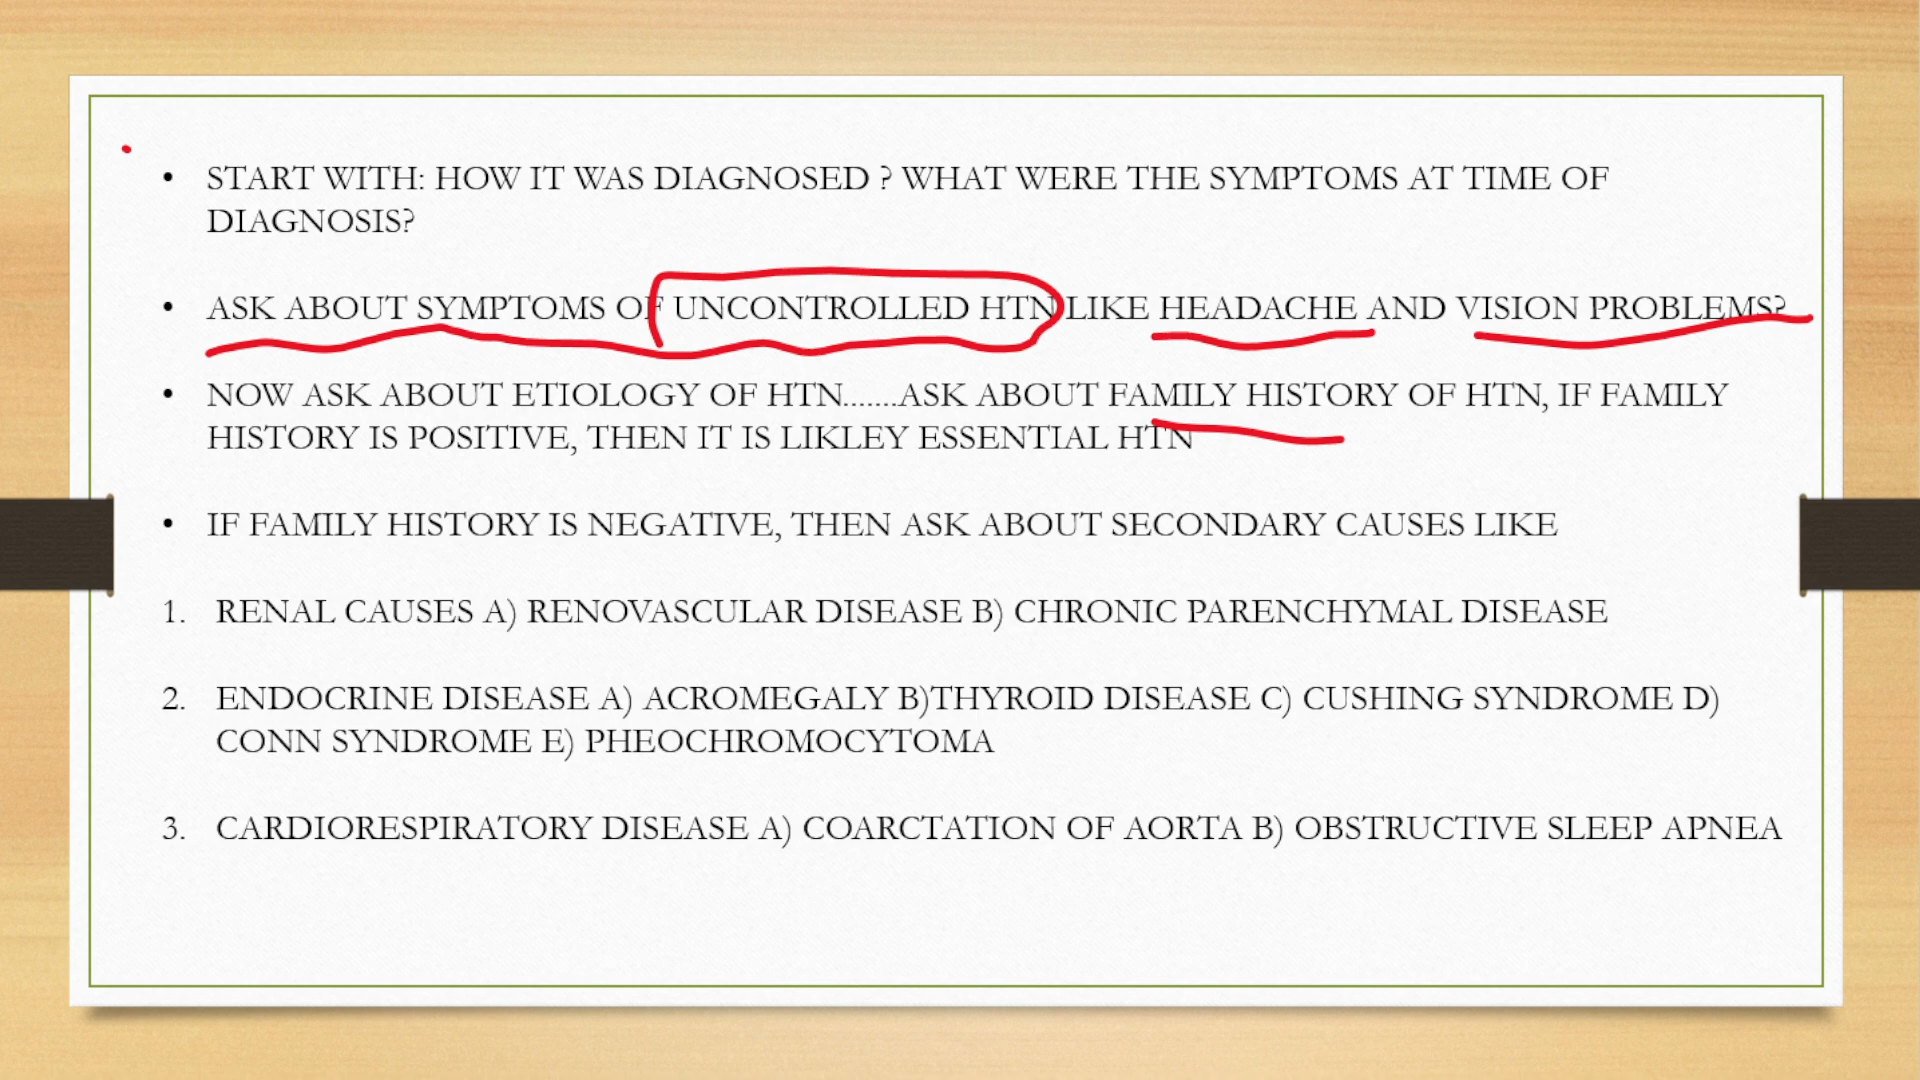 • START WITH: HOW IT WAS DIAGNOSED ? WHAT WERE THE SYMPTOMS AT TIME OF
DIAGNOSIS?
• ASK ABOUT SYMPTOMS OF UNCONTROLLED HTN LIKE HEADACHE AND VISION PROBLEMS?
• NOW ASK ABOUT ETIOLOGY OF HTN.......ASK ABOUT FAMILY HISTORY OF HTN, IF FAMILY
HISTORY IS POSITIVE, THEN IT IS LIKLEY ESSENTIAL HTN
• IF FAMILY HISTORY IS NEGATIVE, THEN ASK ABOUT SECONDARY CAUSES LIKE
1. RENAL CAUSES A) RENOVASCULAR DISEASE B) CHRONIC PARENCHYMAL DISEASE
2. ENDOCRINE DISEASE A) ACROMEGALY B)THYROID DISEASE C) CUSHING SYNDROME D)
CONN SYNDROME E) PHEOCHROMOCYTOMA
3. CARDIORESPIRATORY DISEASE A) COARCTATION OF AORTA B) OBSTRUCTIVE SLEEP APNEA